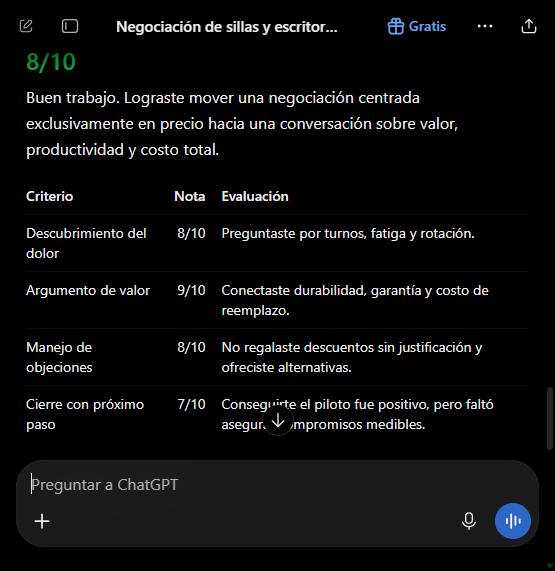 Negociación de sillas y escritor...
Gratis
8/10
Buen trabajo. Lograste mover una negociación centrada
exclusivamente en precio hacia una conversación sobre valor,
productividad y costo total.
Criterio Nota Evaluación
Descubrimiento del
dolor
8/10
Preguntaste por turnos, fatiga y rotación.
Argumento de valor
9/10
Conectaste durabilidad, garantía y costo de
reemplazo.
Manejo de
objeciones
8/10
No regalaste descuentos sin justificación y
ofreciste alternativas.
Cierre con próximo
paso
7/10
el piloto fue positivo, pero faltó
medibles.
Preguntar a ChatGPT